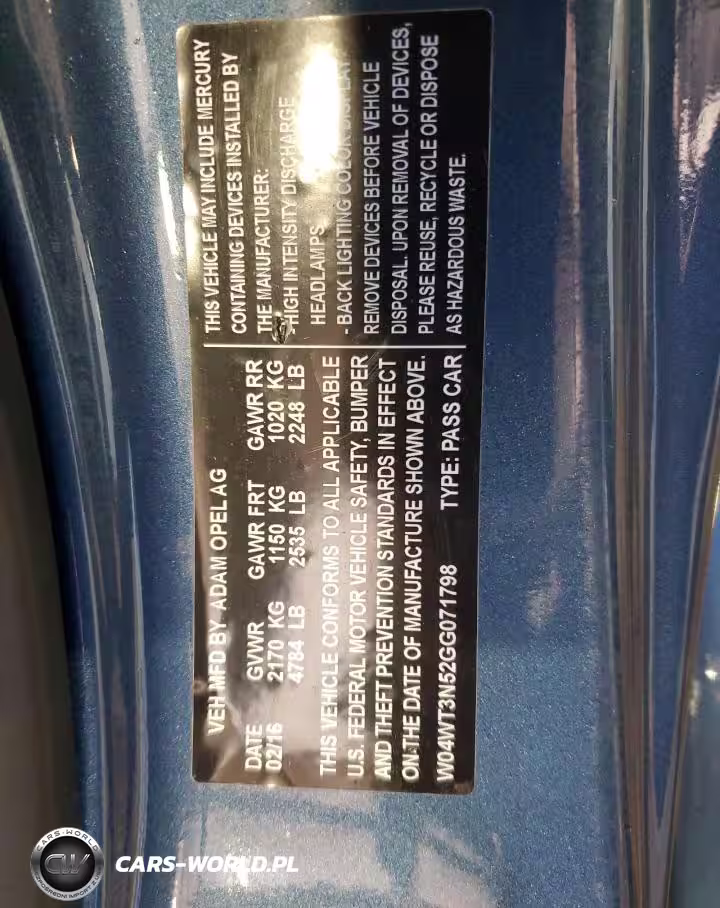 VEH MFD BY ADAM OPEL AG
DATE GVWR GAWR FRT GAWR RR
02/16 2170 KG 1150 KG 1020 KG
4784 LB 2535 LB 2248 LB
THIS VEHICLE CONFORMS TO ALL APPLICABLE
U.S. FEDERAL MOTOR VEHICLE SAFETY, BUMPER
AND THEFT PREVENTION STANDARDS IN EFFECT
ON THE DATE OF MANUFACTURE SHOWN ABOVE.
W04WT3N52GG071798 TYPE: PASS CAR
THIS VEHICLE MAY INCLUDE MERCURY
CONTAINING DEVICES INSTALLED BY
THE MANUFACTURER:
-HIGH INTENSITY DISCHARGE
HEADLAMPS
- BACK LIGHTING COLOR DISPLAY
REMOVE DEVICES BEFORE VEHICLE
DISPOSAL. UPON REMOVAL OF DEVICES,
PLEASE REUSE, RECYCLE OR DISPOSE
AS HAZARDOUS WASTE.
CARS-WORLD
CW
CARS-WORLD.PL